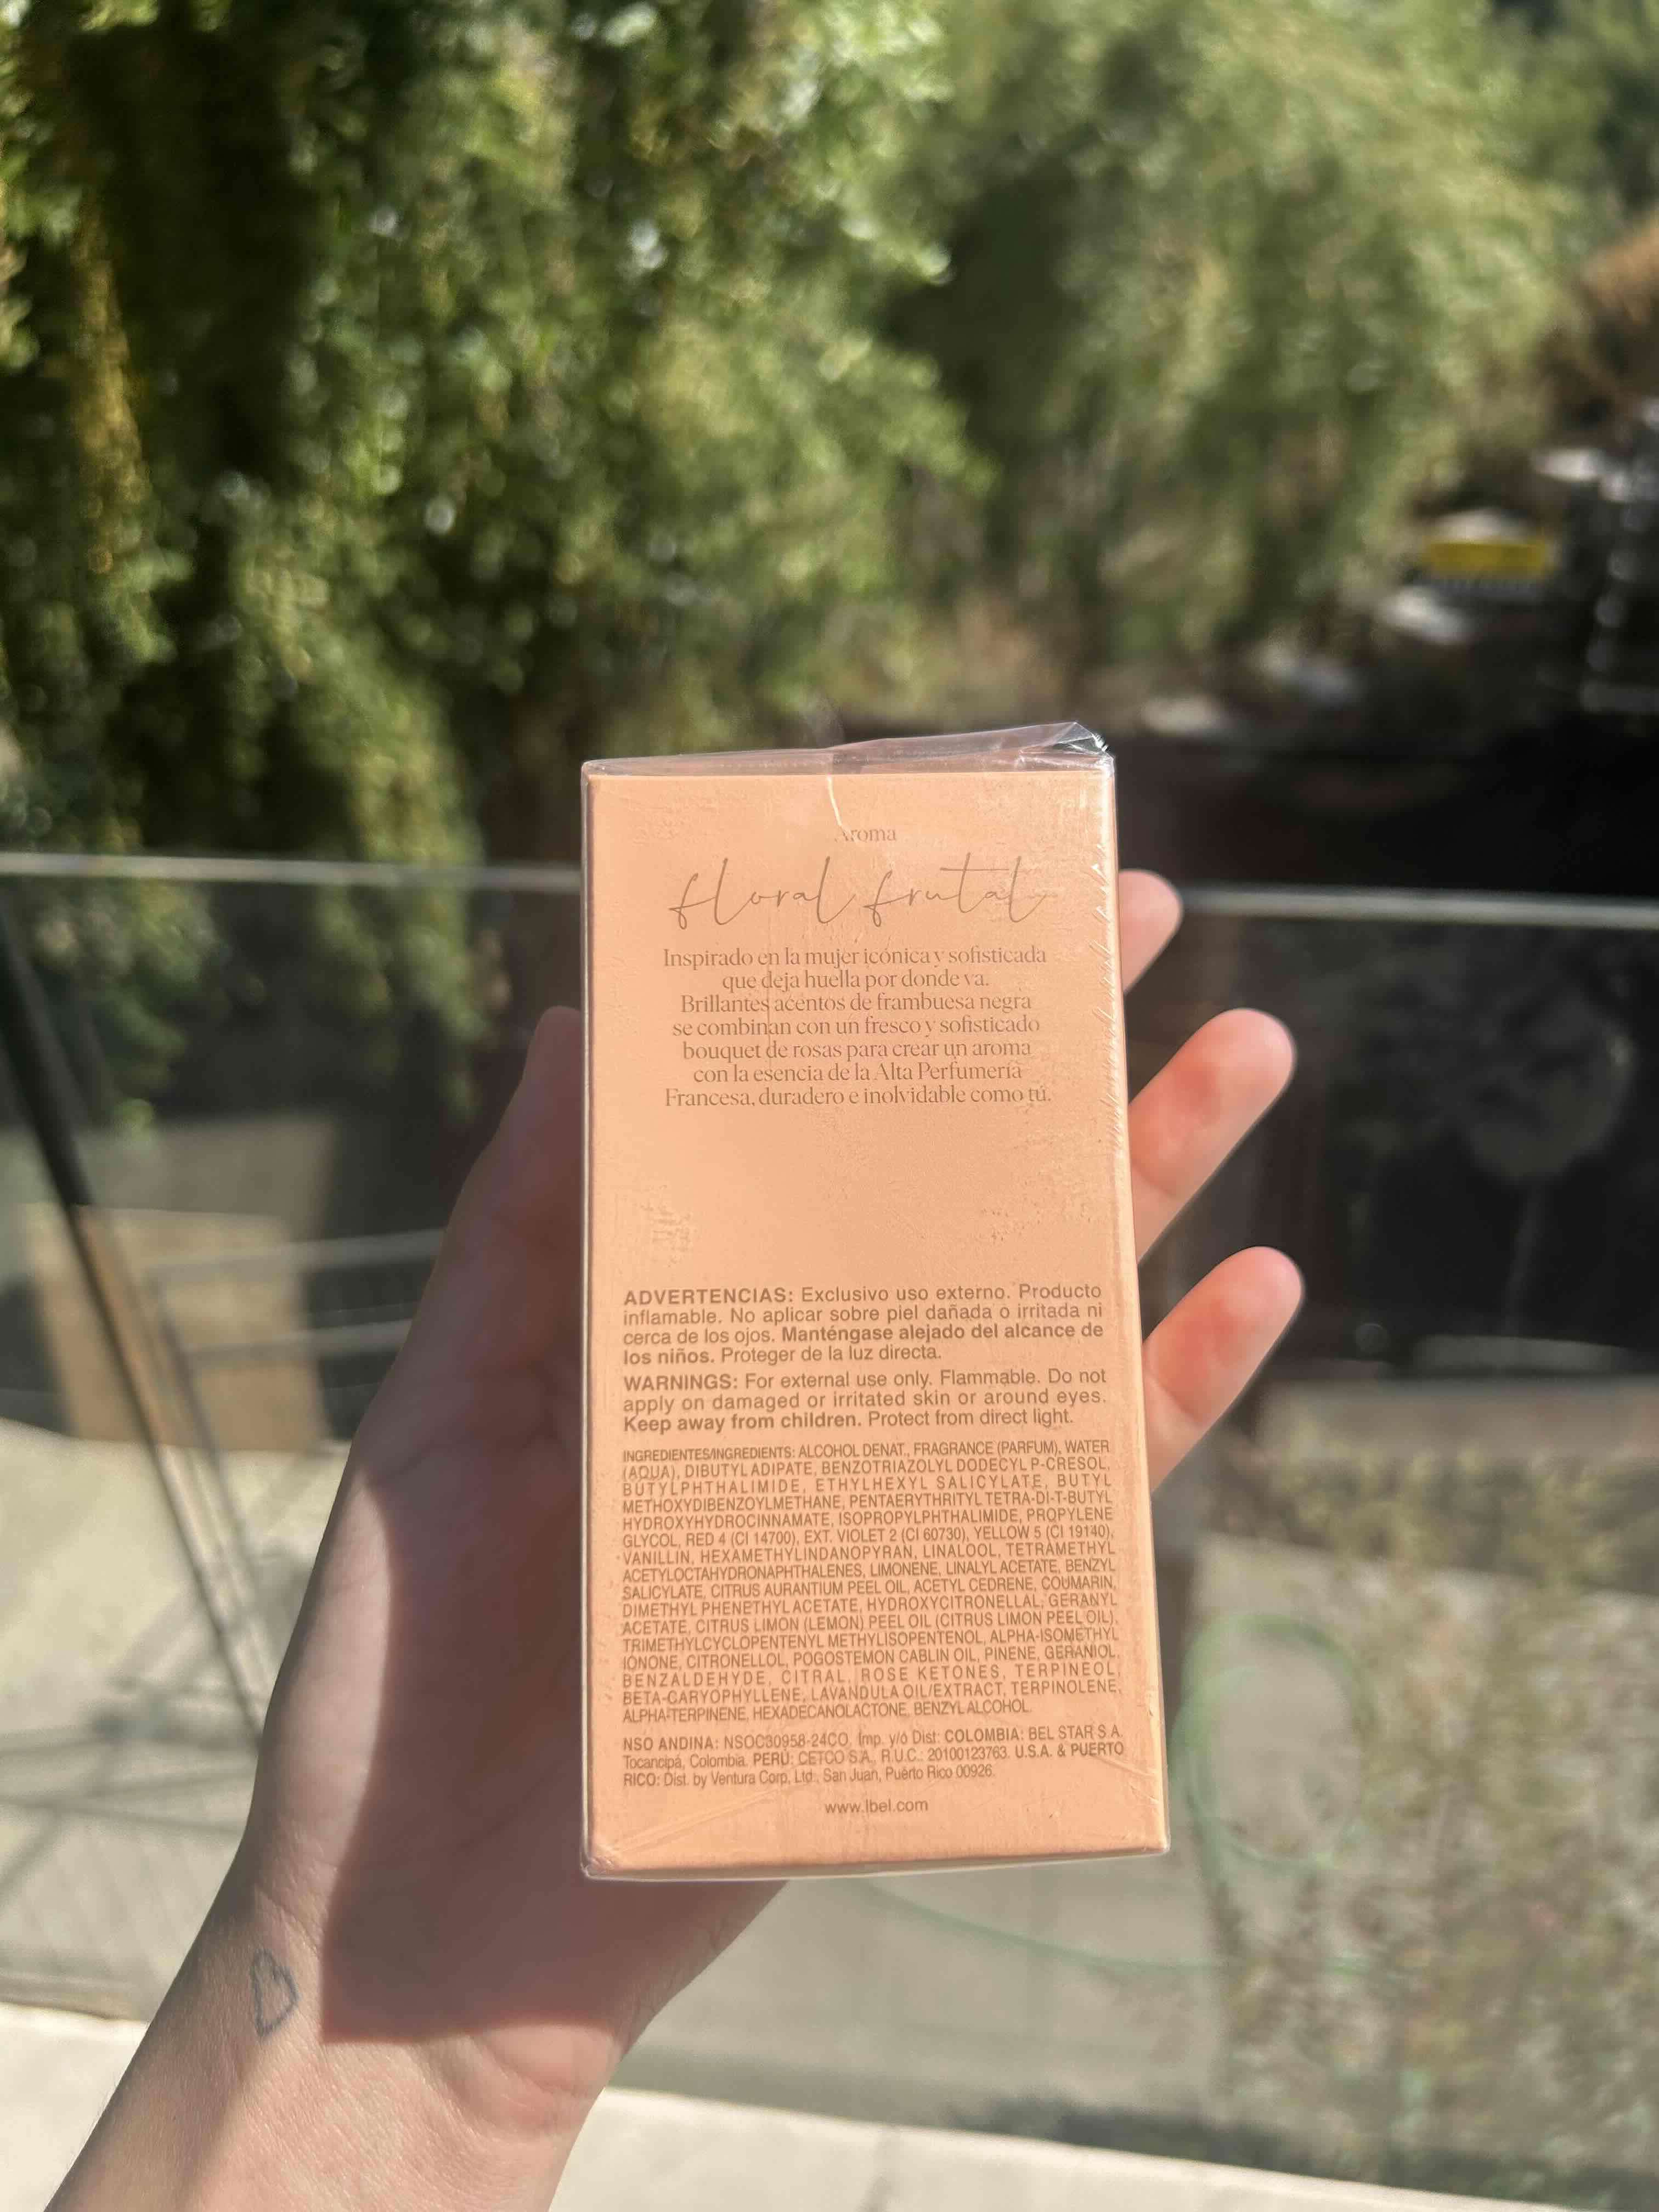 Aroma
floral frutal
Inspirado en la mujer icónica y sofisticada
que deja huella por donde va.
Brillantes acentos de frambuesa negra
se combinan con un fresco y sofisticado
bouquet de rosas para crear un aroma
con la esencia de la Alta Perfumería
Francesa, duradero e inolvidable como tú.
ADVERTENCIAS: Exclusivo uso externo. Producto
inflamable. No aplicar sobre piel dañada o irritada ni
cerca de los ojos. Manténgase alejado del alcance de
los niños. Proteger de la luz directa.
WARNINGS: For external use only. Flammable. Do not
apply on damaged or irritated skin or around eyes.
Keep away from children. Protect from direct light.
INGREDIENTES/INGREDIENTS: ALCOHOL DENAT., FRAGRANCE (PARFUM), WATER
(AQUA), DIBUTYL ADIPATE, BENZOTRIAZOLYL DODECYL P-CRESOL,
BUTYLPHTHALIMIDE, ETHYLHEXYL SALICYLATE, BUTYL
METHOXYDIBENZOYLMETHANE, PENTAERYTHRITYL TETRA-DI-T-BUTYL
HYDROXYHYDROCINNAMATE, ISOPROPYLPHTHALIMIDE, PROPYLENE
GLYCOL, RED 4 (CI 14700), EXT. VIOLET 2 (CI 60730), YELLOW 5 (CI 19140),
VANILLIN, HEXAMETHYLINDANOPYRAN, LINALOOL, TETRAMETHYL
ACETYLOCTAHYDRONAPHTHALENES, LIMONENE, LINALYL ACETATE, BENZYL
SALICYLATE, CITRUS AURANTIUM PEEL OIL, ACETYL CEDRENE, COUMARIN,
DIMETHYL PHENETHYL ACETATE, HYDROXYCITRONELLAL, GERANYL
ACETATE, CITRUS LIMON (LEMON) PEEL OIL (CITRUS LIMON PEEL OIL),
TRIMETHYLCYCLOPENTENYL METHYLISOPENTENOL, ALPHA-ISOMETHYL
IONONE, CITRONELLOL, POGOSTEMON CABLIN OIL, PINENE, GERANIOL,
BENZALDEHYDE, CITRAL, ROSE KETONES, TERPINEOL,
BETA-CARYOPHYLLENE, LAVANDULA OIL/EXTRACT, TERPINOLENE,
ALPHA-TERPINENE, HEXADECANOLACTONE, BENZYL ALCOHOL.
NSO ANDINA: NSOC30958-24CO. Imp. y/ó Dist: COLOMBIA: BEL STAR S.A.
Tocancipá, Colombia. PERÚ: CETCO S.A., R.U.C.: 20100123763. U.S.A. & PUERTO
RICO: Dist. by Ventura Corp. Ltd., San Juan, Puerto Rico 00926.
www.lbel.com